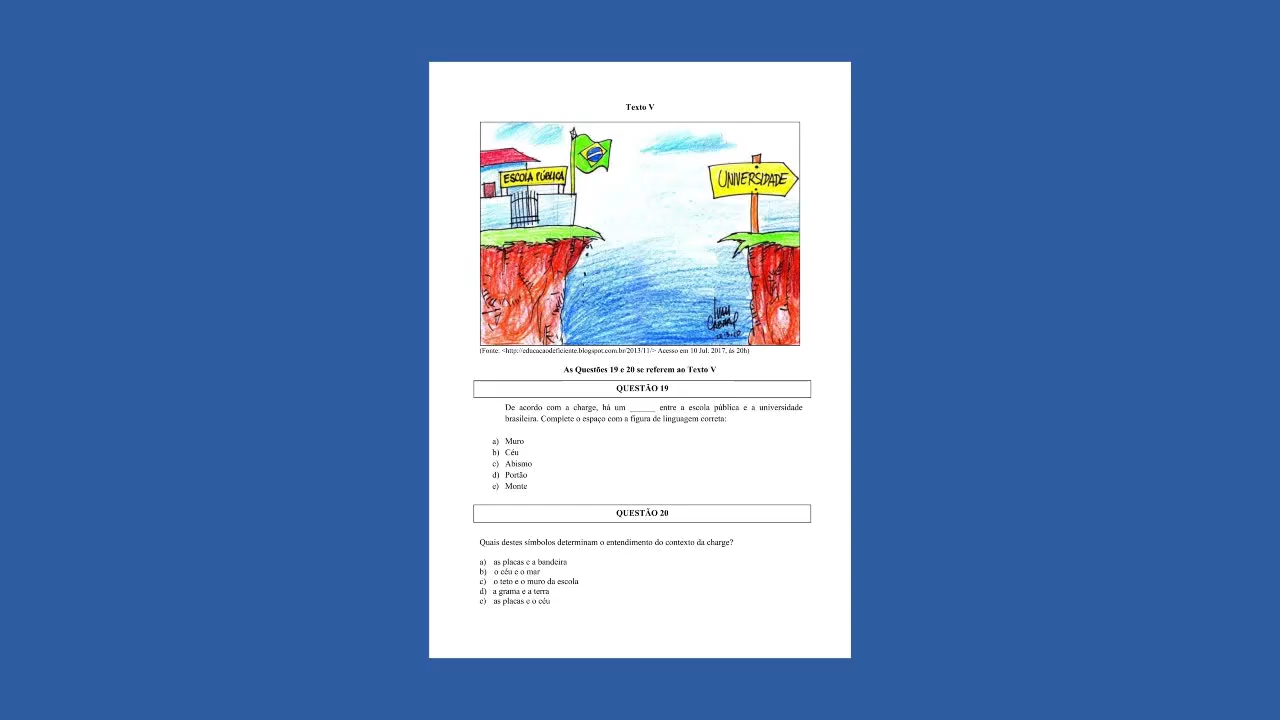 Texto V
ESCOLA PÚBLICA
UNIVERSIDADE
(Fonte: <http://educacaodeficiente.blogspot.com.br/2013/11/> Acesso em 10 Jul. 2017, às 20h)
As Questões 19 e 20 se referem ao Texto V
QUESTÃO 19
De acordo com a charge, há um ______ entre a escola pública e a universidade
brasileira. Complete o espaço com a figura de linguagem correta:
a) Muro
b) Céu
c) Abismo
d) Portão
e) Monte
QUESTÃO 20
Quais destes símbolos determinam o entendimento do contexto da charge?
a) as placas e a bandeira
b) o céu e o mar
c) o teto e o muro da escola
d) a grama e a terra
e) as placas e o céu